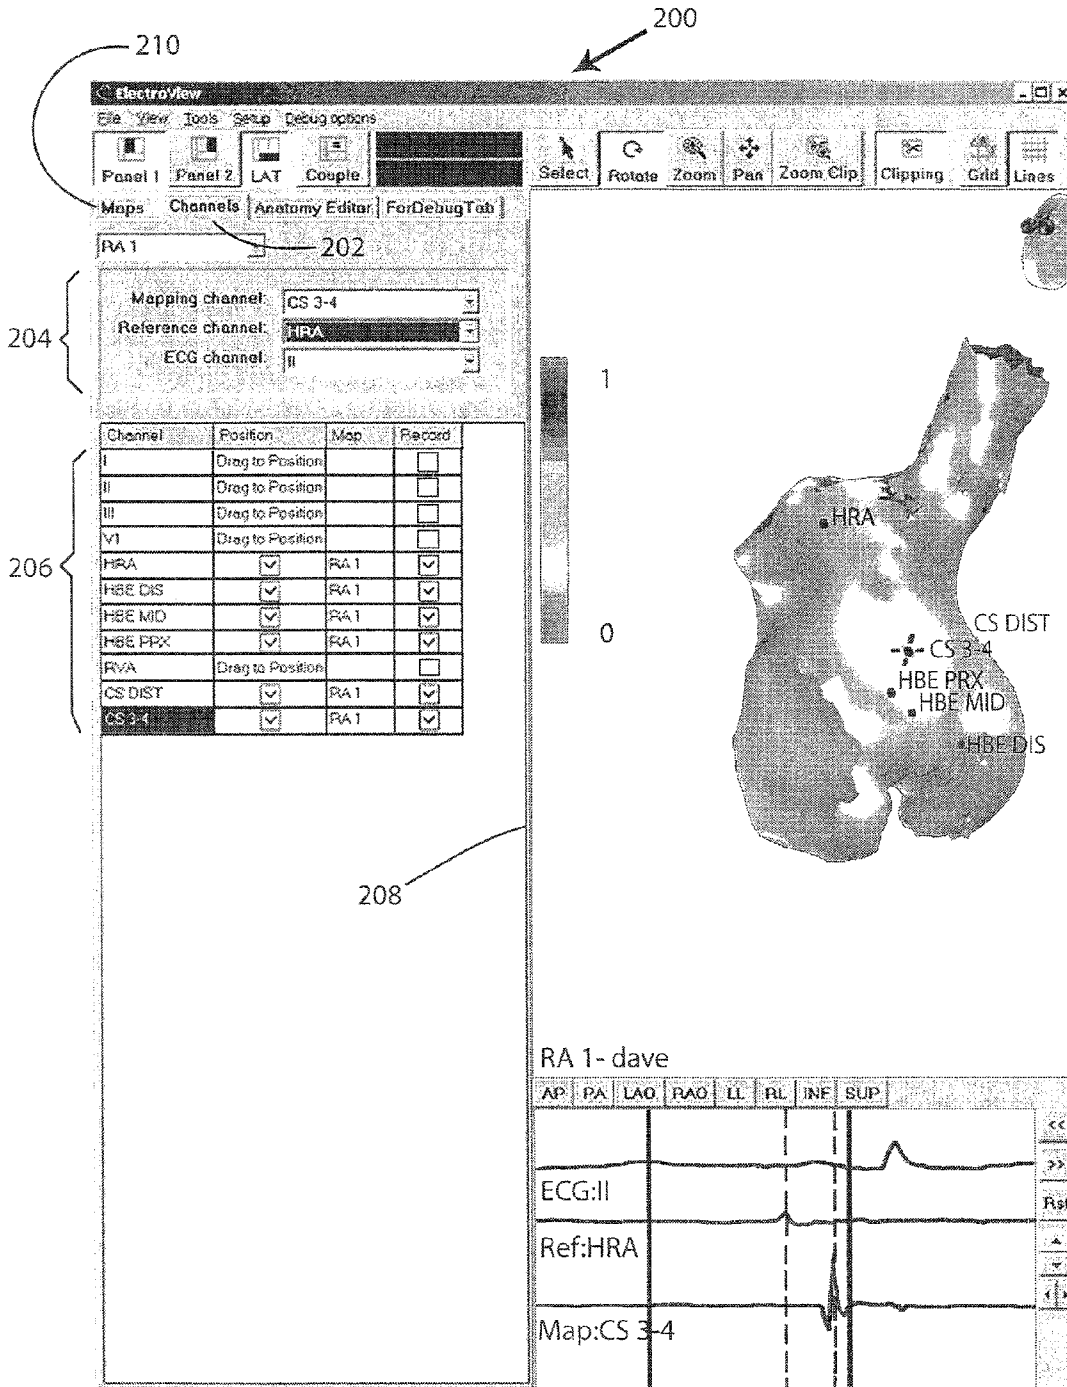 200
210
ElectroView
File View Tools Setup Debug options
Panel 1 Panel 2 LAT Couple Select Rotate Zoom Pan Zoom Clip Clipping Grid Lines
Maps Channels Anatomy Editor ForDebugTab
RA 1
202
204
Mapping channel: CS 3-4
Reference channel: HRA
ECG channel: II
1
0
206
Channel Position Map Record
I Drag to Position
II Drag to Position
III Drag to Position
V1 Drag to Position
HRA RA 1
HBE DIS RA 1
HBE MID RA 1
HBE PRX RA 1
RVA Drag to Position
CS DIST RA 1
CS 3-4 RA 1
HRA
CS DIST
CS 3-4
HBE PRX
HBE MID
HBE DIS
208
RA 1- dave
AP PA LAO RAO LL RL INF SUP
ECG:II
Ref:HRA
Map:CS 3-4
<<
>>
Rst